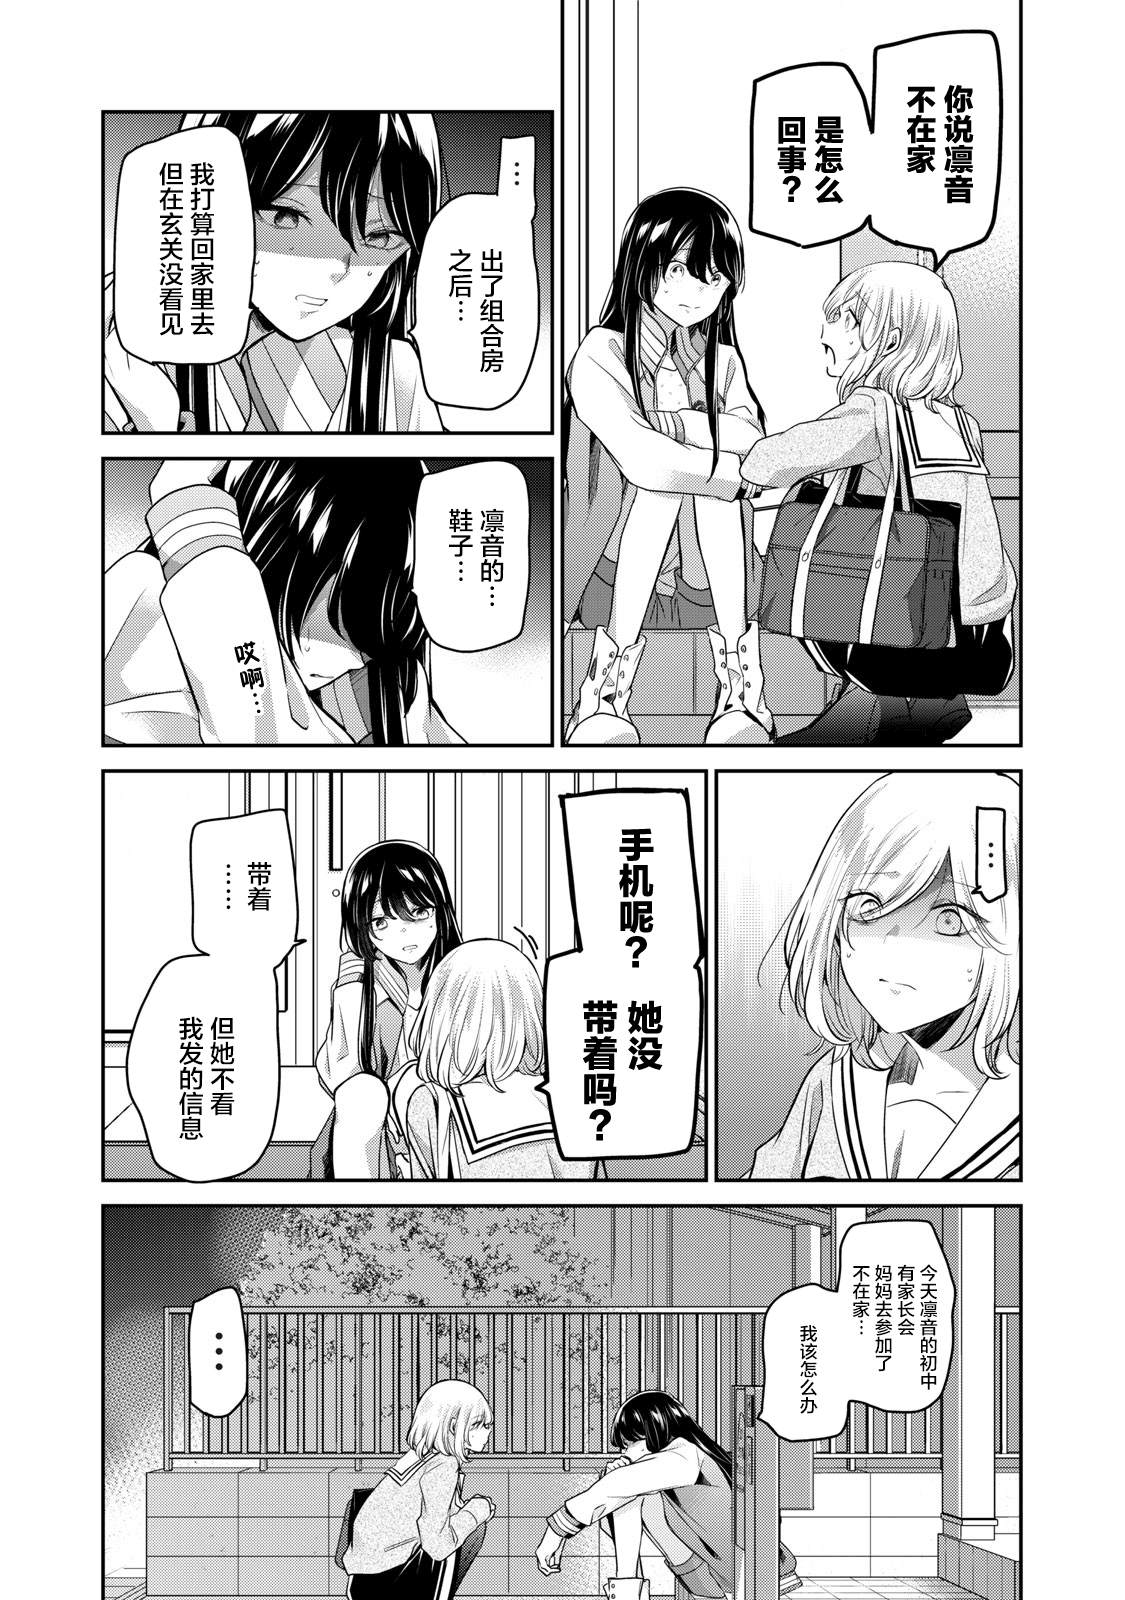 你说凛音
不在家
是怎么
回事？
…
出了组合房
之后…
我打算回家里去
但在玄关没看见
凛音的…
鞋子…
哎啊…
…
手机呢？她没
带着吗？
带着
……
但她不看
我发的信息
今天凛音的初中
有家长会
妈妈去参加了
不在家…
我该怎么办
…